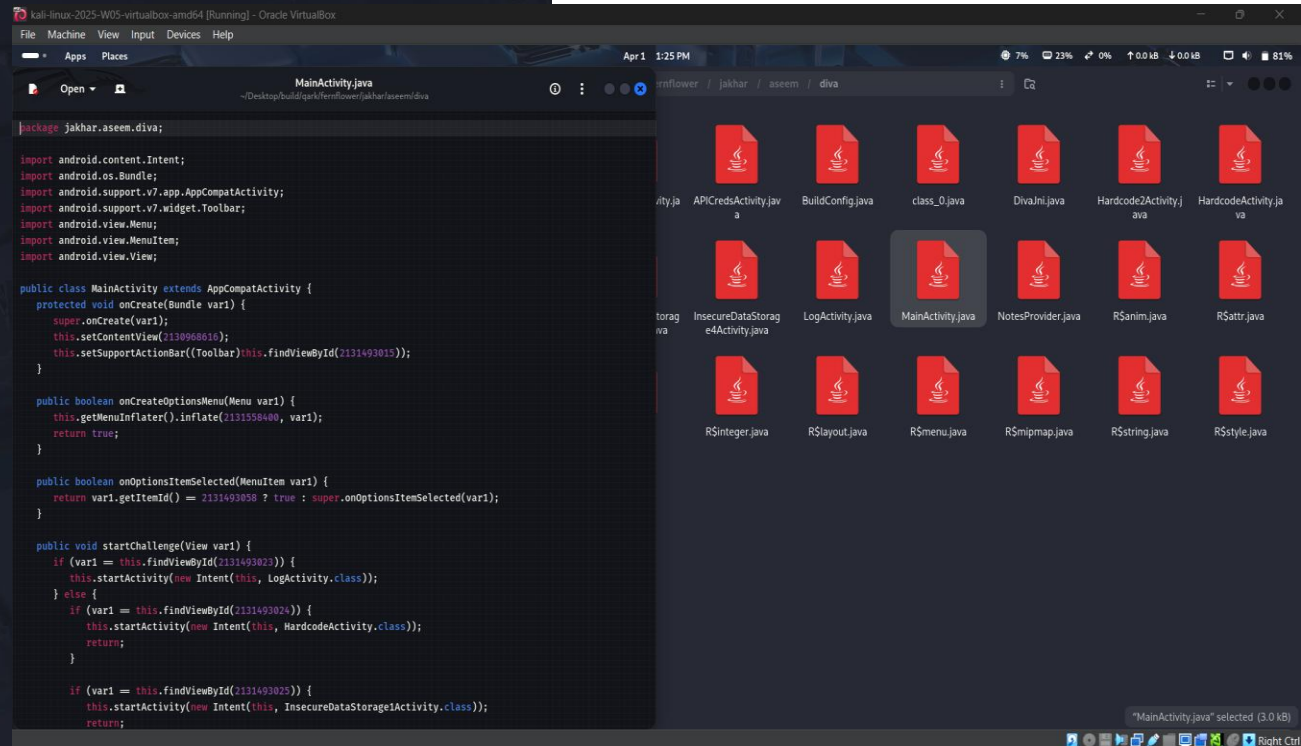 kali-linux-2025-W05-virtualbox-amd64 [Running] - Oracle VirtualBox
File Machine View Input Devices Help
Apps Places
Apr 1 1:25 PM
7% 23% 0% ↑0.0 kB ↓0.0 kB 81%
Open
MainActivity.java
~/Desktop/build/qark/fernflower/jakhar/aseem/diva
package jakhar.aseem.diva;
import android.content.Intent;
import android.os.Bundle;
import android.support.v7.app.AppCompatActivity;
import android.support.v7.widget.Toolbar;
import android.view.Menu;
import android.view.MenuItem;
import android.view.View;
public class MainActivity extends AppCompatActivity {
protected void onCreate(Bundle var1) {
super.onCreate(var1);
this.setContentView(2130968616);
this.setSupportActionBar((Toolbar)this.findViewById(2131493015));
}
public boolean onCreateOptionsMenu(Menu var1) {
this.getMenuInflater().inflate(2131558400, var1);
return true;
}
public boolean onOptionsItemSelected(MenuItem var1) {
return var1.getItemId() == 2131493058 ? true : super.onOptionsItemSelected(var1);
}
public void startChallenge(View var1) {
if (var1 == this.findViewById(2131493023)) {
this.startActivity(new Intent(this, LogActivity.class));
} else {
if (var1 == this.findViewById(2131493024)) {
this.startActivity(new Intent(this, HardcodeActivity.class));
return;
}
if (var1 == this.findViewById(2131493025)) {
this.startActivity(new Intent(this, InsecureDataStorage1Activity.class));
return;
ernflower / jakhar / aseem / diva
vity.ja
APICredsActivity.jav
a
BuildConfig.java
class_0.java
DivaJni.java
Hardcode2Activity.j
ava
HardcodeActivity.ja
va
torag
va
InsecureDataStorag
e4Activity.java
LogActivity.java
MainActivity.java
NotesProvider.java
R$anim.java
R$attr.java
R$integer.java
R$layout.java
R$menu.java
R$mipmap.java
R$string.java
R$style.java
"MainActivity.java" selected (3.0 kB)
Right Ctrl